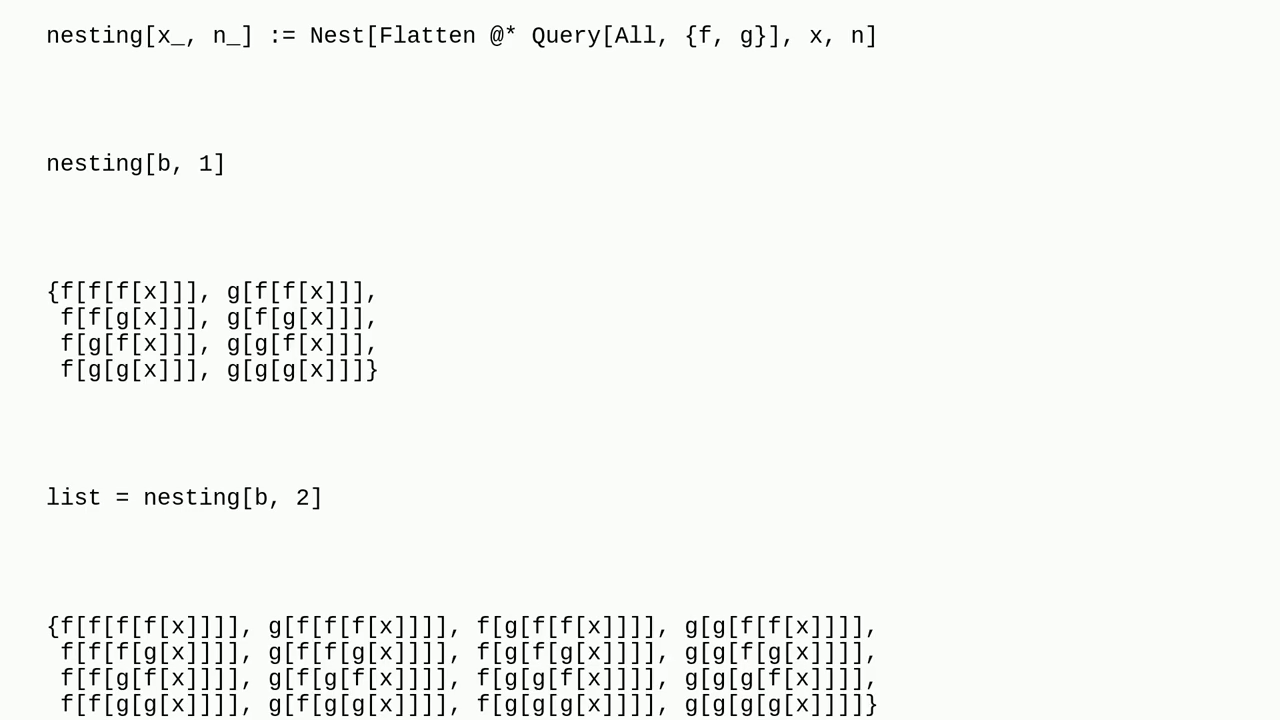 nesting[x_, n_] := Nest[Flatten @* Query[All, {f, g}], x, n]
nesting[b, 1]
{f[f[f[x]]], g[f[f[x]]],
f[f[g[x]]], g[f[g[x]]],
f[g[f[x]]], g[g[f[x]]],
f[g[g[x]]], g[g[g[x]]]}
list = nesting[b, 2]
{f[f[f[f[x]]]], g[f[f[f[x]]]], f[g[f[f[x]]]], g[g[f[f[x]]]],
f[f[f[g[x]]]], g[f[f[g[x]]]], f[g[f[g[x]]]], g[g[f[g[x]]]],
f[f[g[f[x]]]], g[f[g[f[x]]]], f[g[g[f[x]]]], g[g[g[f[x]]]],
f[f[g[g[x]]]], g[f[g[g[x]]]], f[g[g[g[x]]]], g[g[g[g[x]]]]}